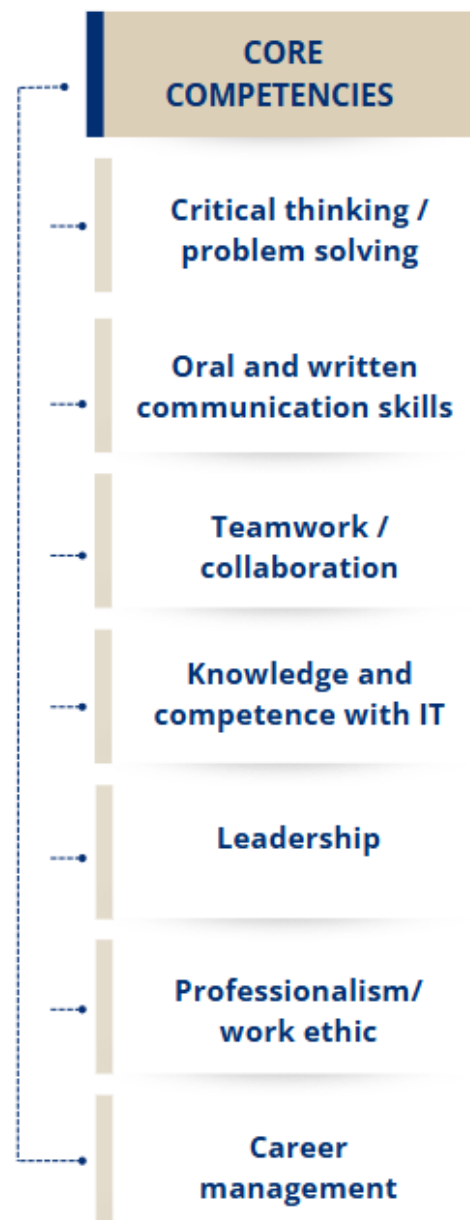 CORE
COMPETENCIES
Critical thinking /
problem solving
Oral and written
communication skills
Teamwork /
collaboration
Knowledge and
competence with IT
Leadership
Professionalism/
work ethic
Career
management